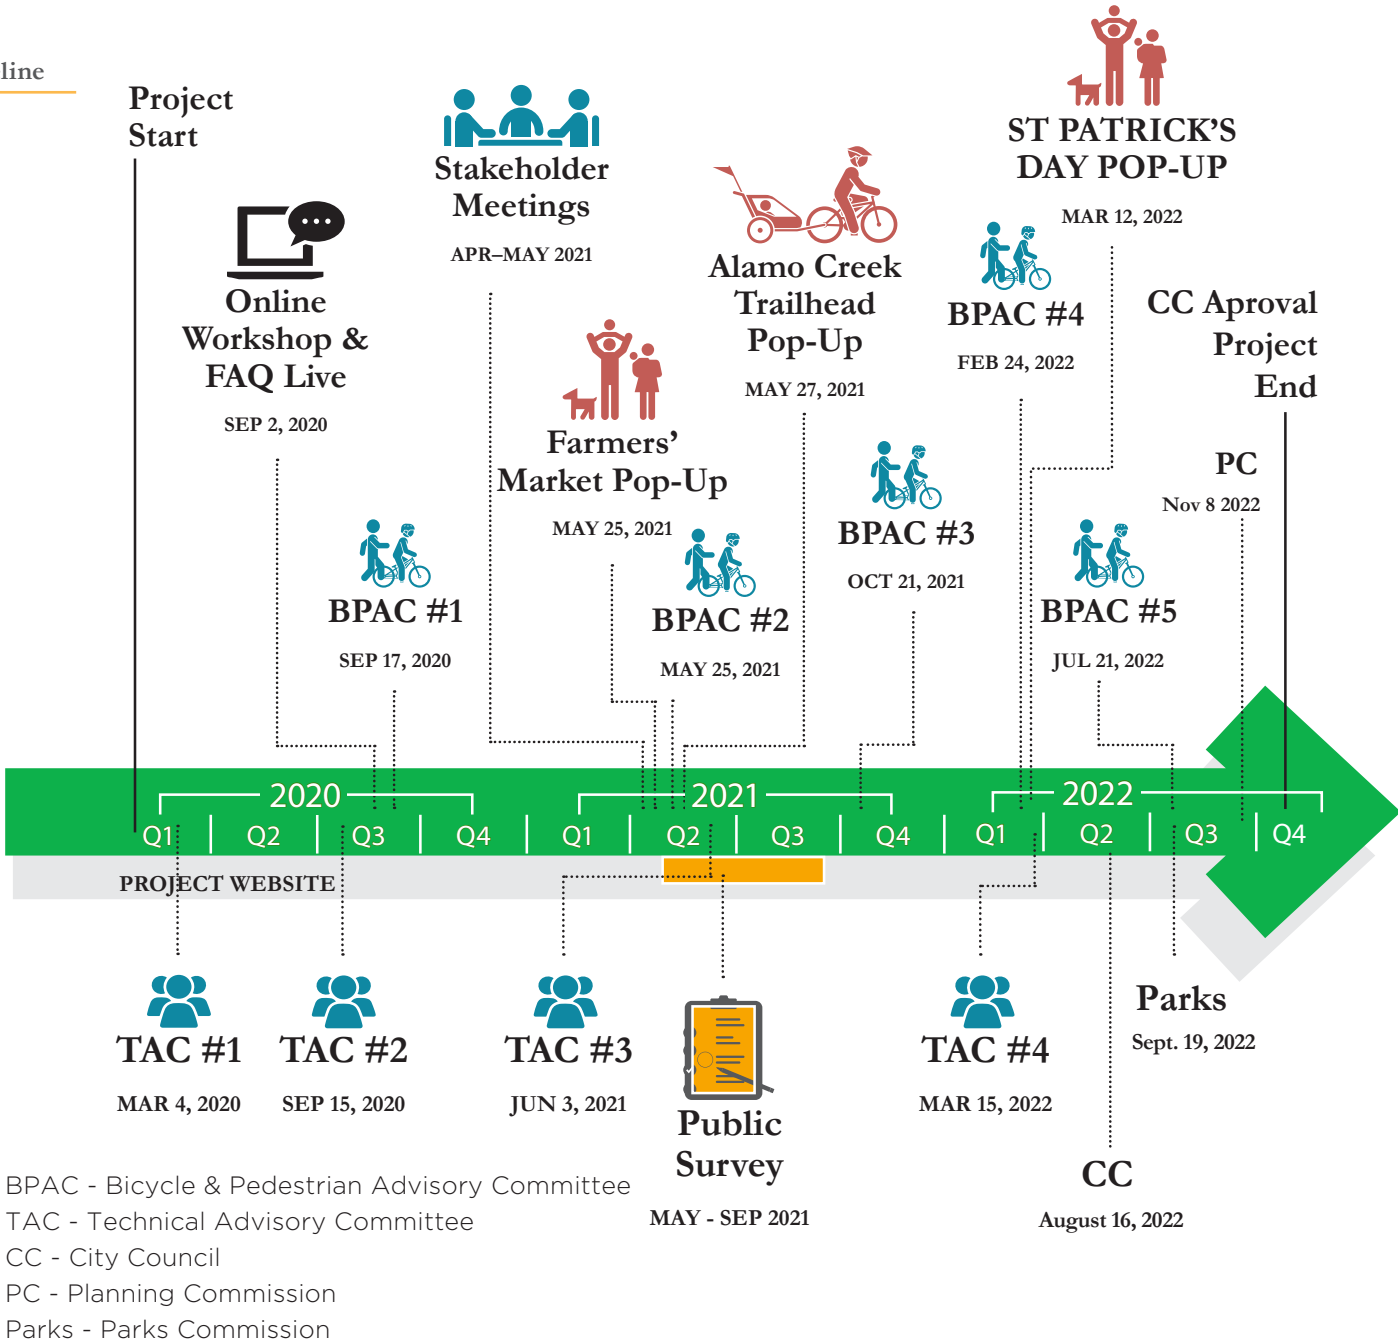 line
Project
Start
Online
Workshop &
FAQ Live
SEP 2, 2020
BPAC #1
SEP 17, 2020
Stakeholder
Meetings
APR–MAY 2021
Farmers'
Market Pop-Up
MAY 25, 2021
BPAC #2
MAY 25, 2021
Alamo Creek
Trailhead
Pop-Up
MAY 27, 2021
BPAC #3
OCT 21, 2021
BPAC #4
FEB 24, 2022
ST PATRICK'S
DAY POP-UP
MAR 12, 2022
BPAC #5
JUL 21, 2022
PC
Nov 8 2022
CC Aproval
Project
End
2020
2021
2022
Q1 Q2 Q3 Q4 Q1 Q2 Q3 Q4 Q1 Q2 Q3 Q4
PROJECT WEBSITE
TAC #1
MAR 4, 2020
TAC #2
SEP 15, 2020
TAC #3
JUN 3, 2021
Public
Survey
MAY - SEP 2021
TAC #4
MAR 15, 2022
CC
August 16, 2022
Parks
Sept. 19, 2022
BPAC - Bicycle & Pedestrian Advisory Committee
TAC - Technical Advisory Committee
CC - City Council
PC - Planning Commission
Parks - Parks Commission